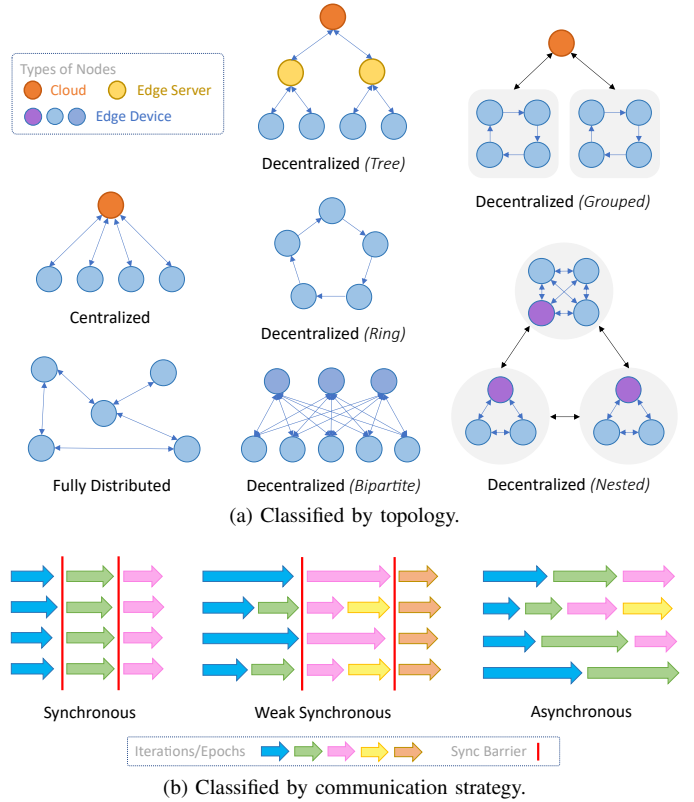 Types of Nodes
Cloud
Edge Server
Edge Device
Decentralized (Tree)
Decentralized (Grouped)
Centralized
Decentralized (Ring)
Fully Distributed
Decentralized (Bipartite)
Decentralized (Nested)
(a) Classified by topology.
Synchronous
Weak Synchronous
Asynchronous
Iterations/Epochs
Sync Barrier
(b) Classified by communication strategy.